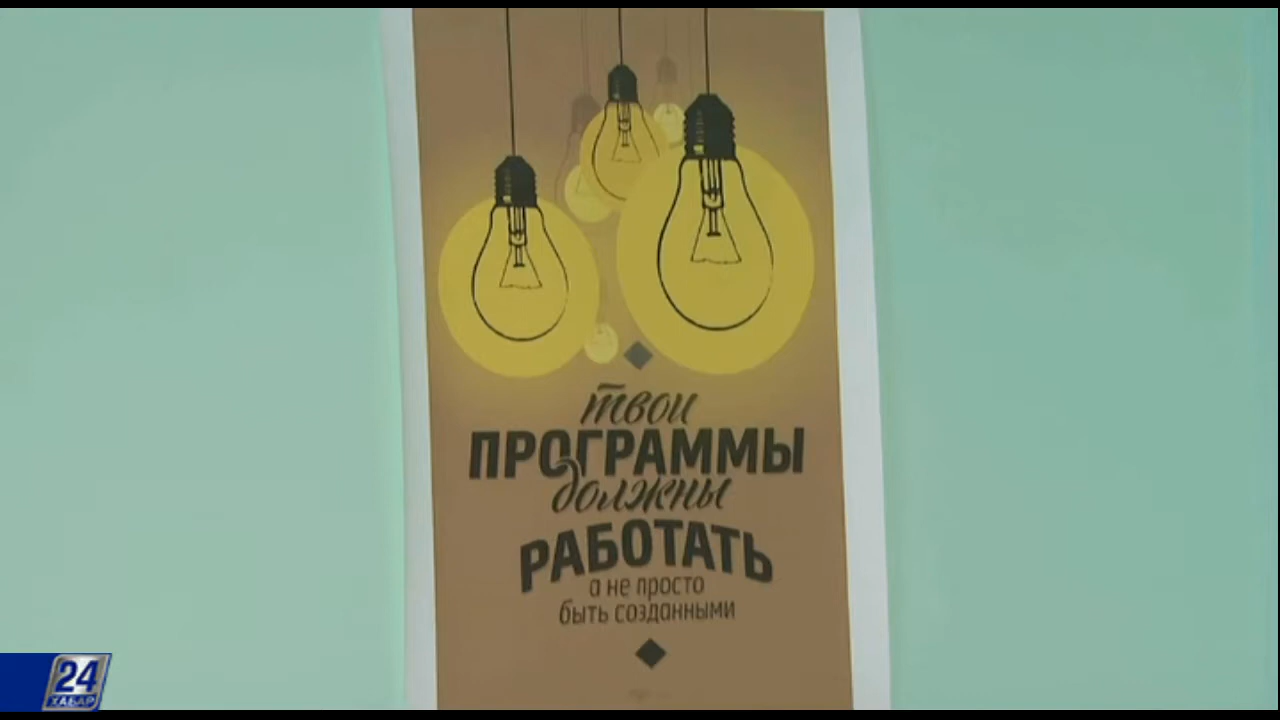 твои
ПРОГРАММЫ
должны
РАБОТАТЬ
а не просто
быть созданными
24
ХАБАР